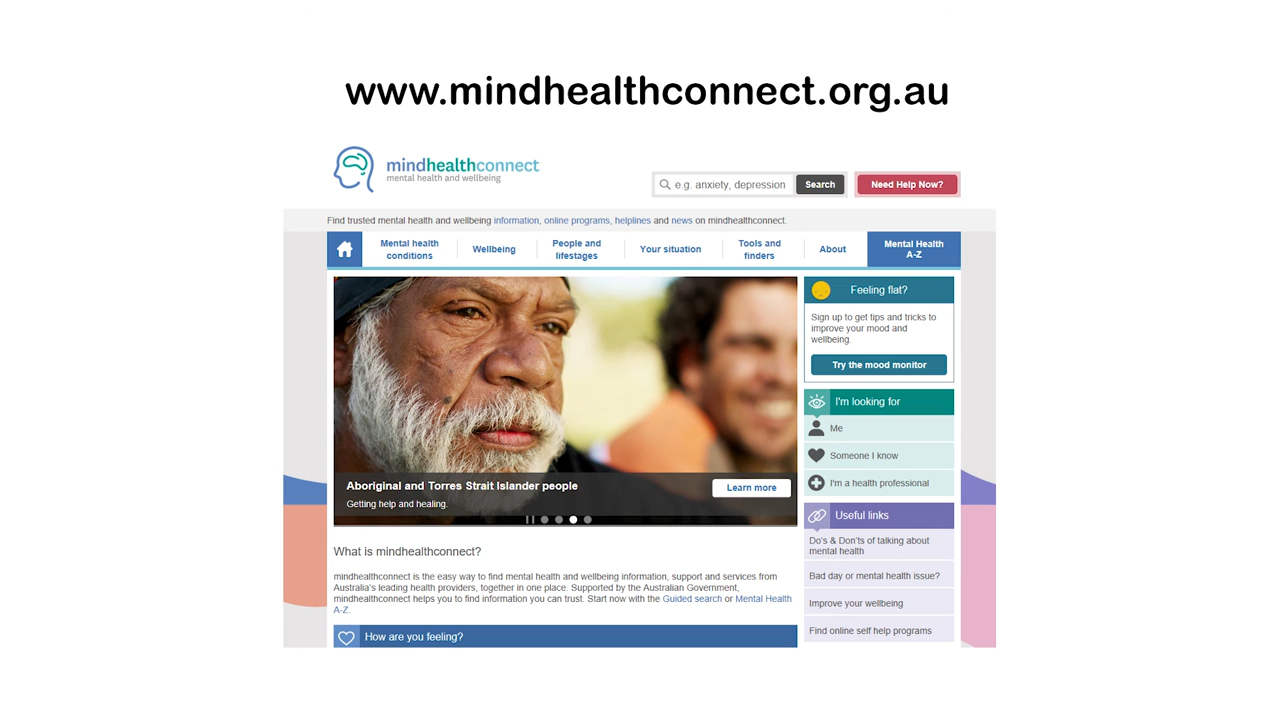 www.mindhealthconnect.org.au
mindhealthconnect
mental health and wellbeing
e.g. anxiety, depression
Search
Need Help Now?
Find trusted mental health and wellbeing information, online programs, helplines and news on mindhealthconnect.
Mental health
conditions
Wellbeing
People and
lifestages
Your situation
Tools and
finders
About
Mental Health
A-Z
Aboriginal and Torres Strait Islander people
Getting help and healing.
Learn more
What is mindhealthconnect?
mindhealthconnect is the easy way to find mental health and wellbeing information, support and services from
Australia's leading health providers, together in one place. Supported by the Australian Government,
mindhealthconnect helps you to find information you can trust. Start now with the Guided search or Mental Health
A-Z.
How are you feeling?
Feeling flat?
Sign up to get tips and tricks to
improve your mood and
wellbeing.
Try the mood monitor
I'm looking for
Me
Someone I know
I'm a health professional
Useful links
Do's & Don'ts of talking about
mental health
Bad day or mental health issue?
Improve your wellbeing
Find online self help programs